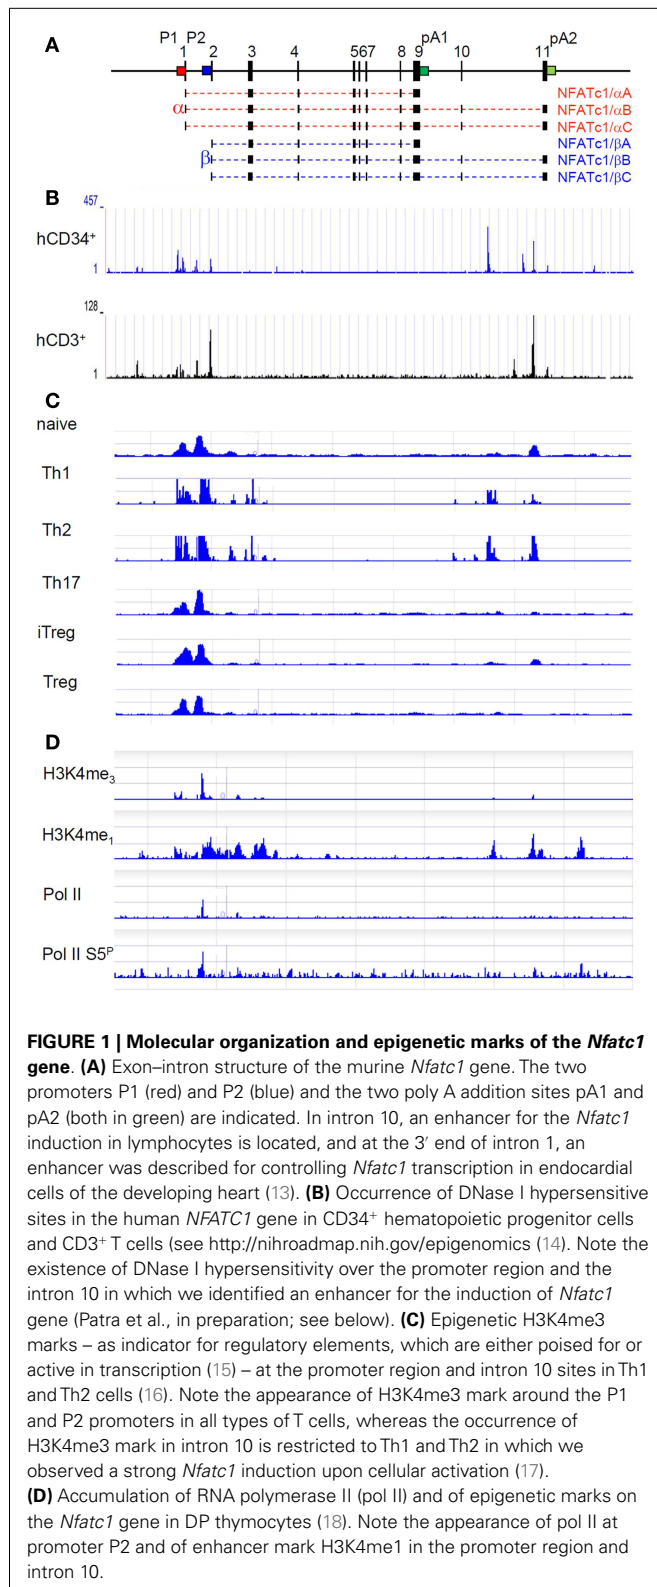 A
P1 P2 pA1 pA2
1 2 3 4 567 8 9 10 11
NFATc1/αA
α NFATc1/αB
NFATc1/αC
NFATc1/βA
β NFATc1/βB
NFATc1/βC
B
457
hCD34+
1
128
hCD3+
1
C
naive
Th1
Th2
Th17
iTreg
Treg
D
H3K4me3
H3K4me1
Pol II
Pol II S5P
FIGURE 1 | Molecular organization and epigenetic marks of the Nfatc1
gene. (A) Exon–intron structure of the murine Nfatc1 gene. The two
promoters P1 (red) and P2 (blue) and the two poly A addition sites pA1 and
pA2 (both in green) are indicated. In intron 10, an enhancer for the Nfatc1
induction in lymphocytes is located, and at the 3′ end of intron 1, an
enhancer was described for controlling Nfatc1 transcription in endocardial
cells of the developing heart (13). (B) Occurrence of DNase I hypersensitive
sites in the human NFATC1 gene in CD34+ hematopoietic progenitor cells
and CD3+ T cells (see http://nihroadmap.nih.gov/epigenomics (14). Note the
existence of DNase I hypersensitivity over the promoter region and the
intron 10 in which we identified an enhancer for the induction of Nfatc1
gene (Patra et al., in preparation; see below). (C) Epigenetic H3K4me3
marks – as indicator for regulatory elements, which are either poised for or
active in transcription (15) – at the promoter region and intron 10 sites in Th1
and Th2 cells (16). Note the appearance of H3K4me3 mark around the P1
and P2 promoters in all types of T cells, whereas the occurrence of
H3K4me3 mark in intron 10 is restricted to Th1 and Th2 in which we
observed a strong Nfatc1 induction upon cellular activation (17).
(D) Accumulation of RNA polymerase II (pol II) and of epigenetic marks on
the Nfatc1 gene in DP thymocytes (18). Note the appearance of pol II at
promoter P2 and of enhancer mark H3K4me1 in the promoter region and
intron 10.